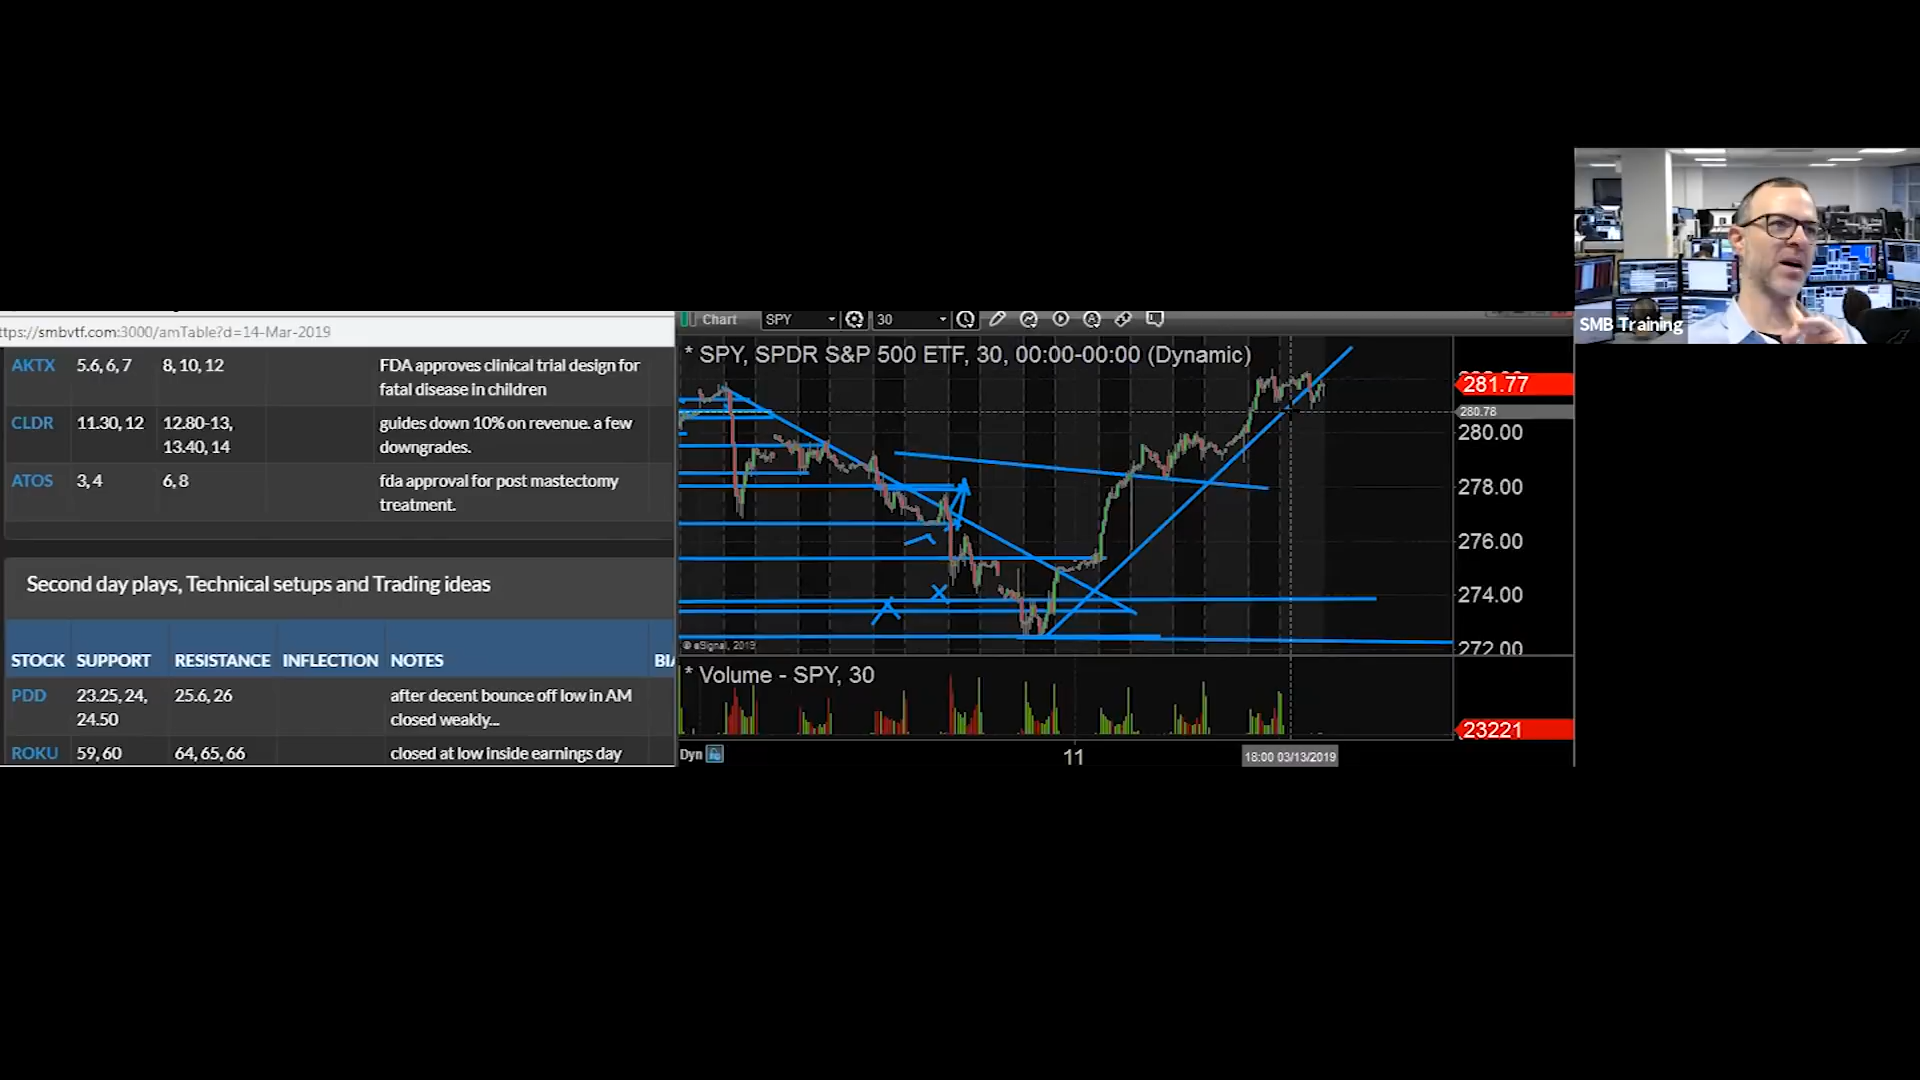 ttps://smbvtf.com:3000/amTable?d=14-Mar-2019
AKTX 5.6, 6, 7 8, 10, 12 FDA approves clinical trial design for
fatal disease in children
CLDR 11.30, 12 12.80-13, guides down 10% on revenue. a few
13.40, 14 downgrades.
ATOS 3, 4 6, 8 fda approval for post mastectomy
treatment.
Second day plays, Technical setups and Trading ideas
STOCK SUPPORT RESISTANCE INFLECTION NOTES BIA
PDD 23.25, 24, 25.6, 26 after decent bounce off low in AM
24.50 closed weakly...
ROKU 59, 60 64, 65, 66 closed at low inside earnings day
Chart SPY 30
* SPY, SPDR S&P 500 ETF, 30, 00:00-00:00 (Dynamic)
281.77
280.78
280.00
278.00
276.00
274.00
272.00
© eSignal, 2019
* Volume - SPY, 30
23221
Dyn 11 18:00 03/13/2019
SMB Training